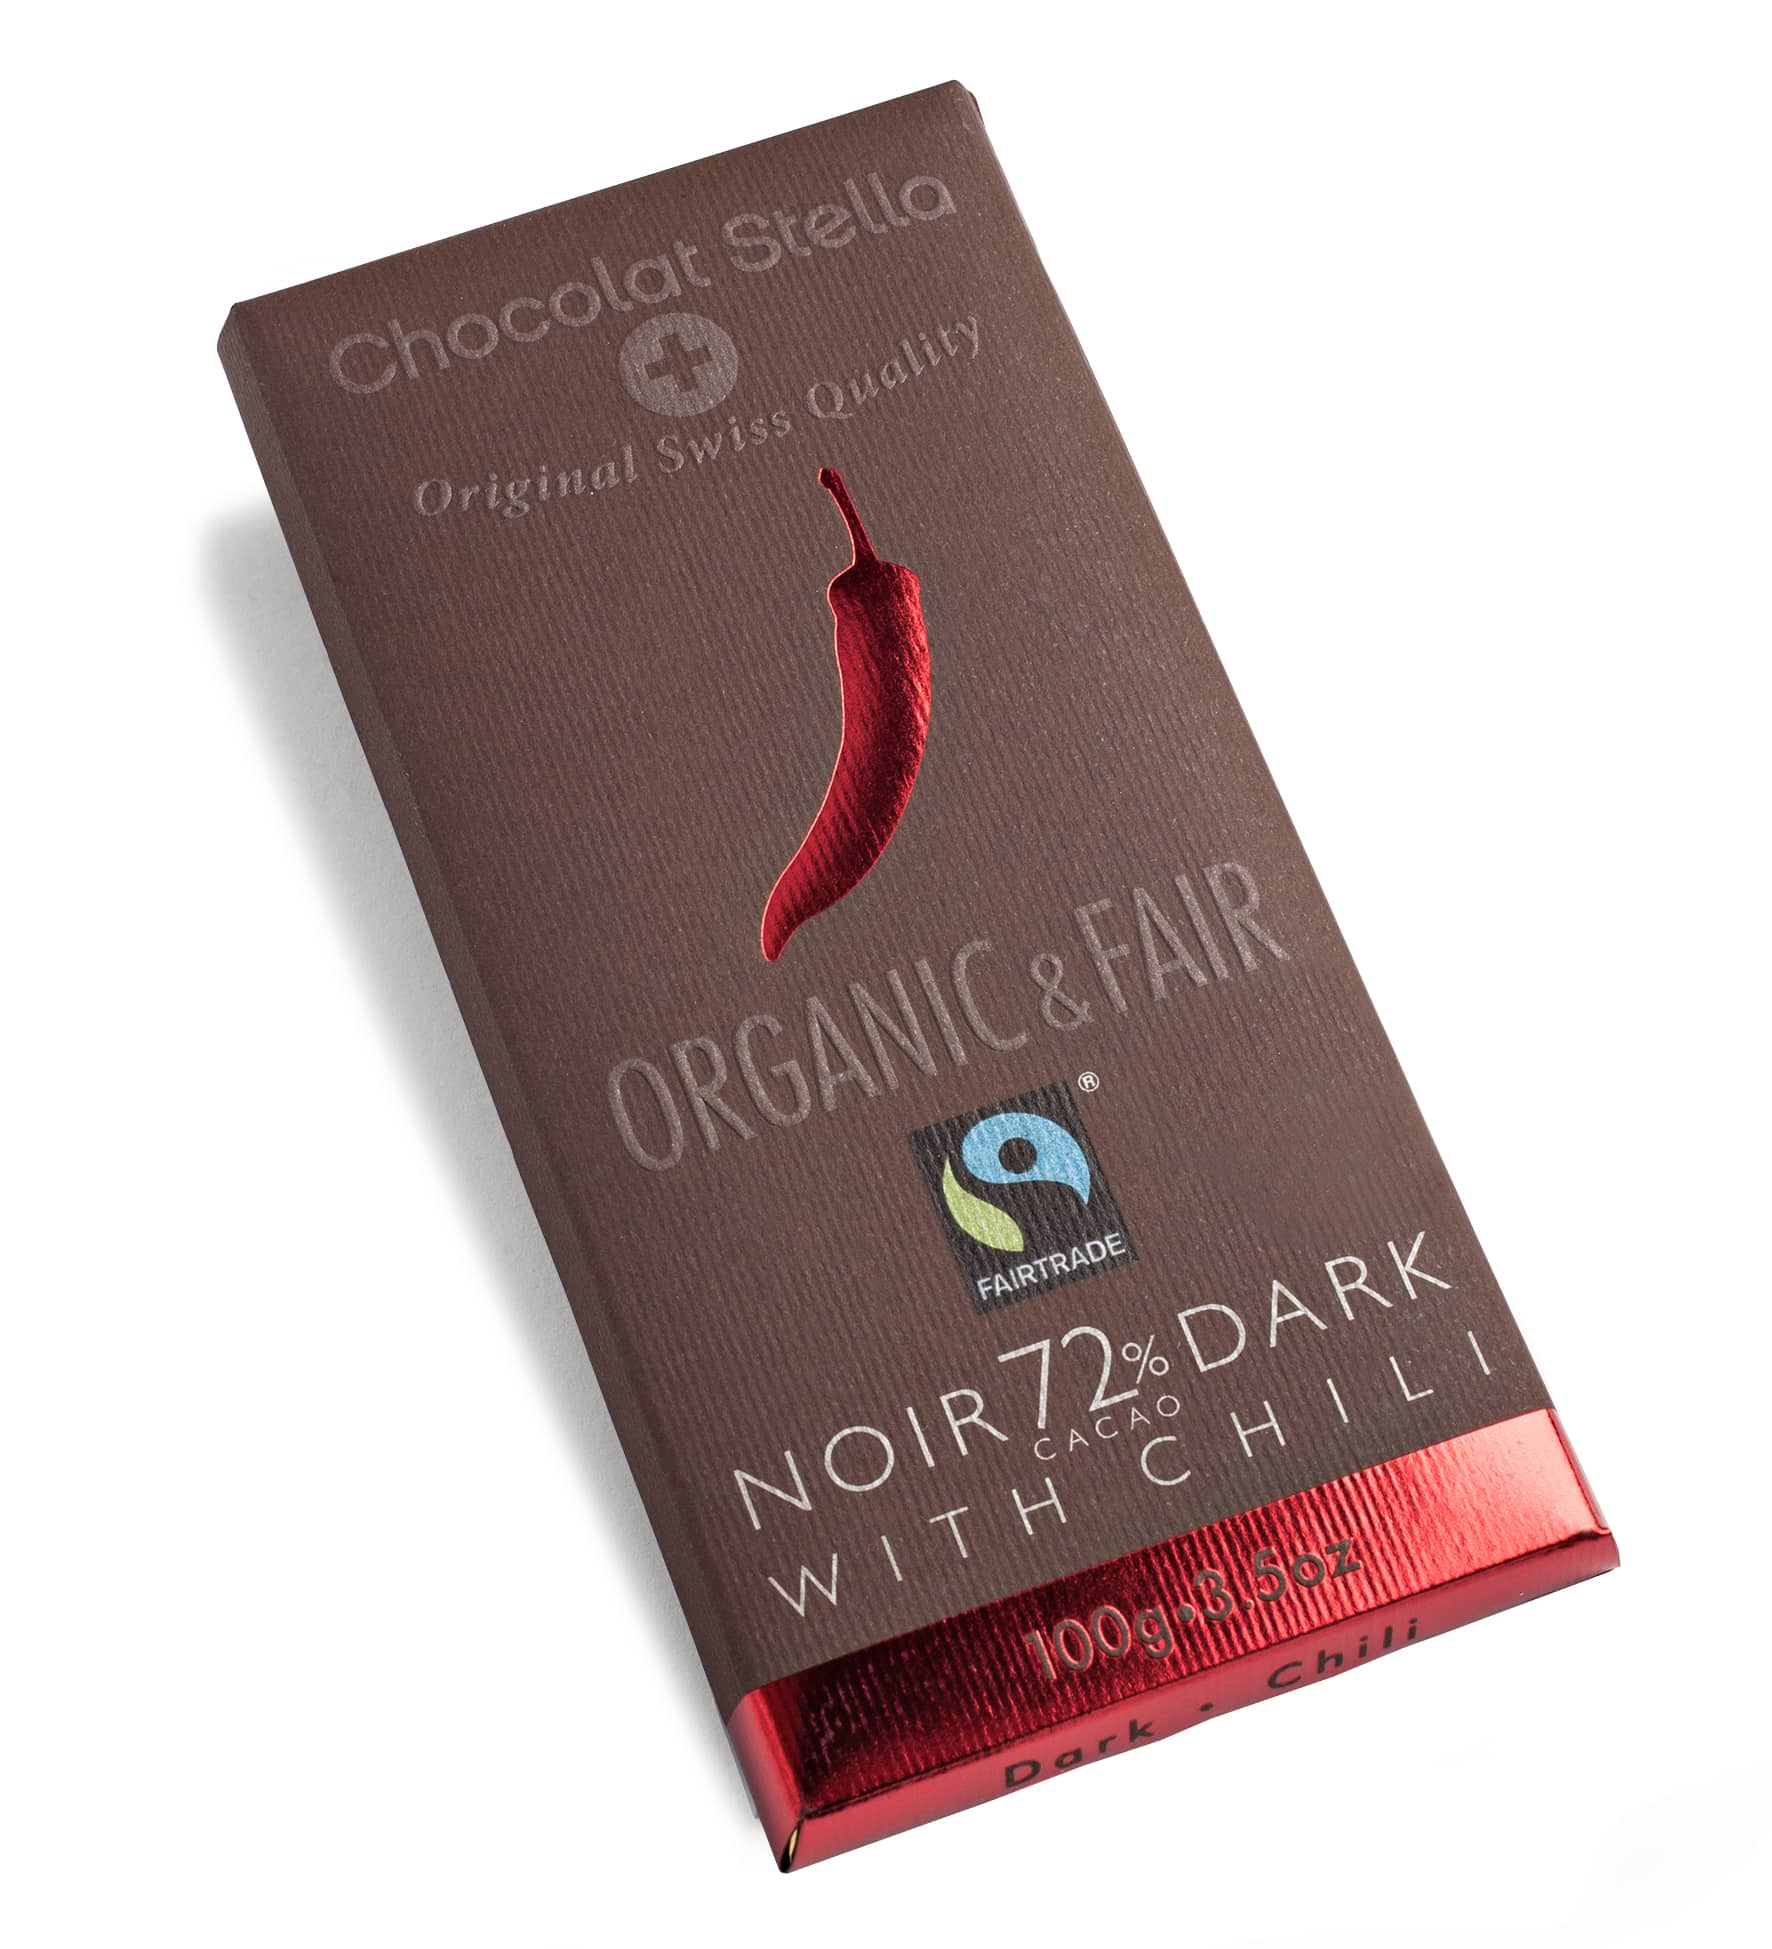 Chocolat Stella
Original Swiss Quality
ORGANIC & FAIR
®
FAIRTRADE
NOIR 72% DARK
CACAO
WITH CHILI
100g•3.5oz
Dark • Chili